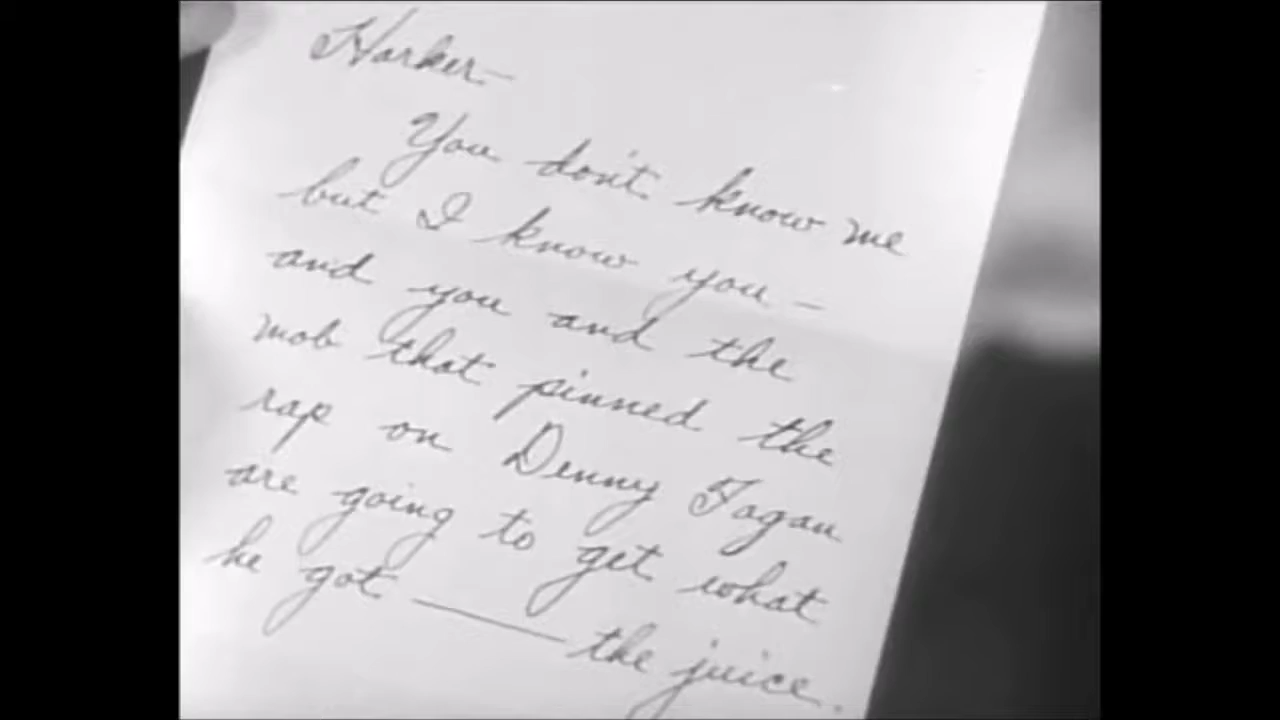 Harker—
You don't know me
but I know you—
and you and the
mob that pinned the
rap on Denny Fagan
are going to get what
he got —— the juice.